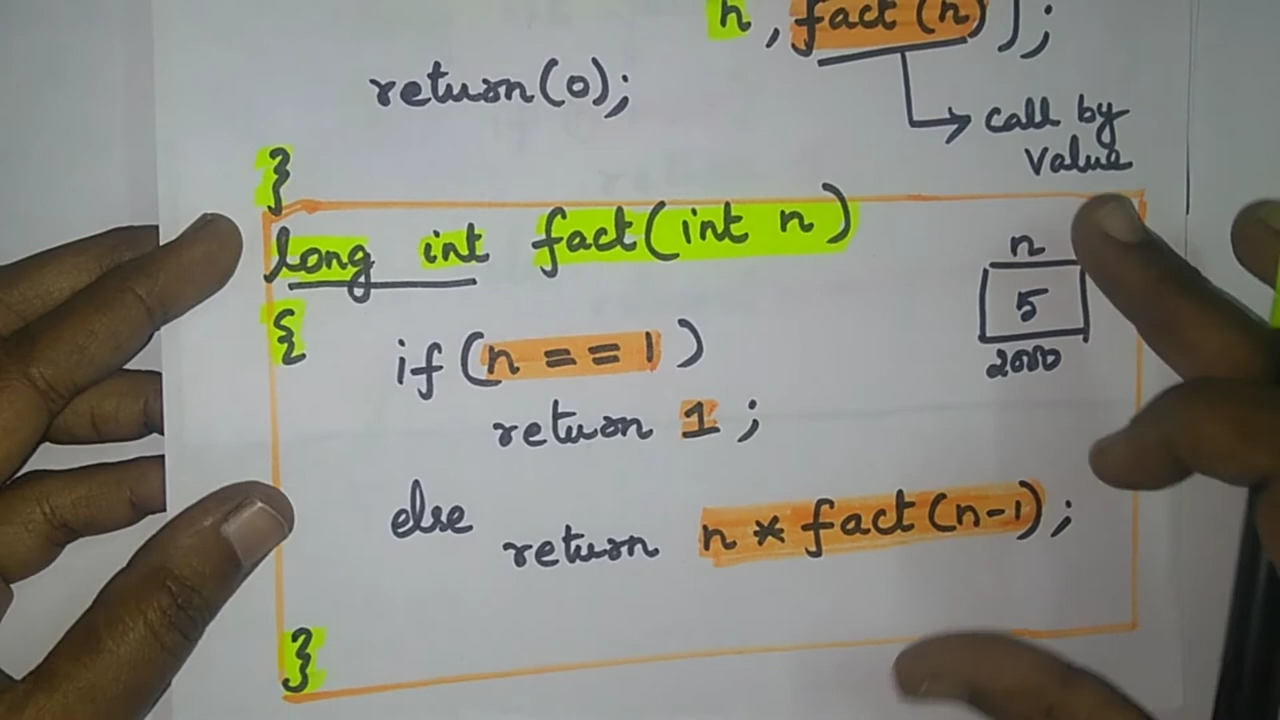 n , fact (n) ) ;
return(0);
call by
value
}
long int fact(int n)
n
{
5
if (n == 1)
2000
return 1 ;
else
return n * fact (n-1) ;
}